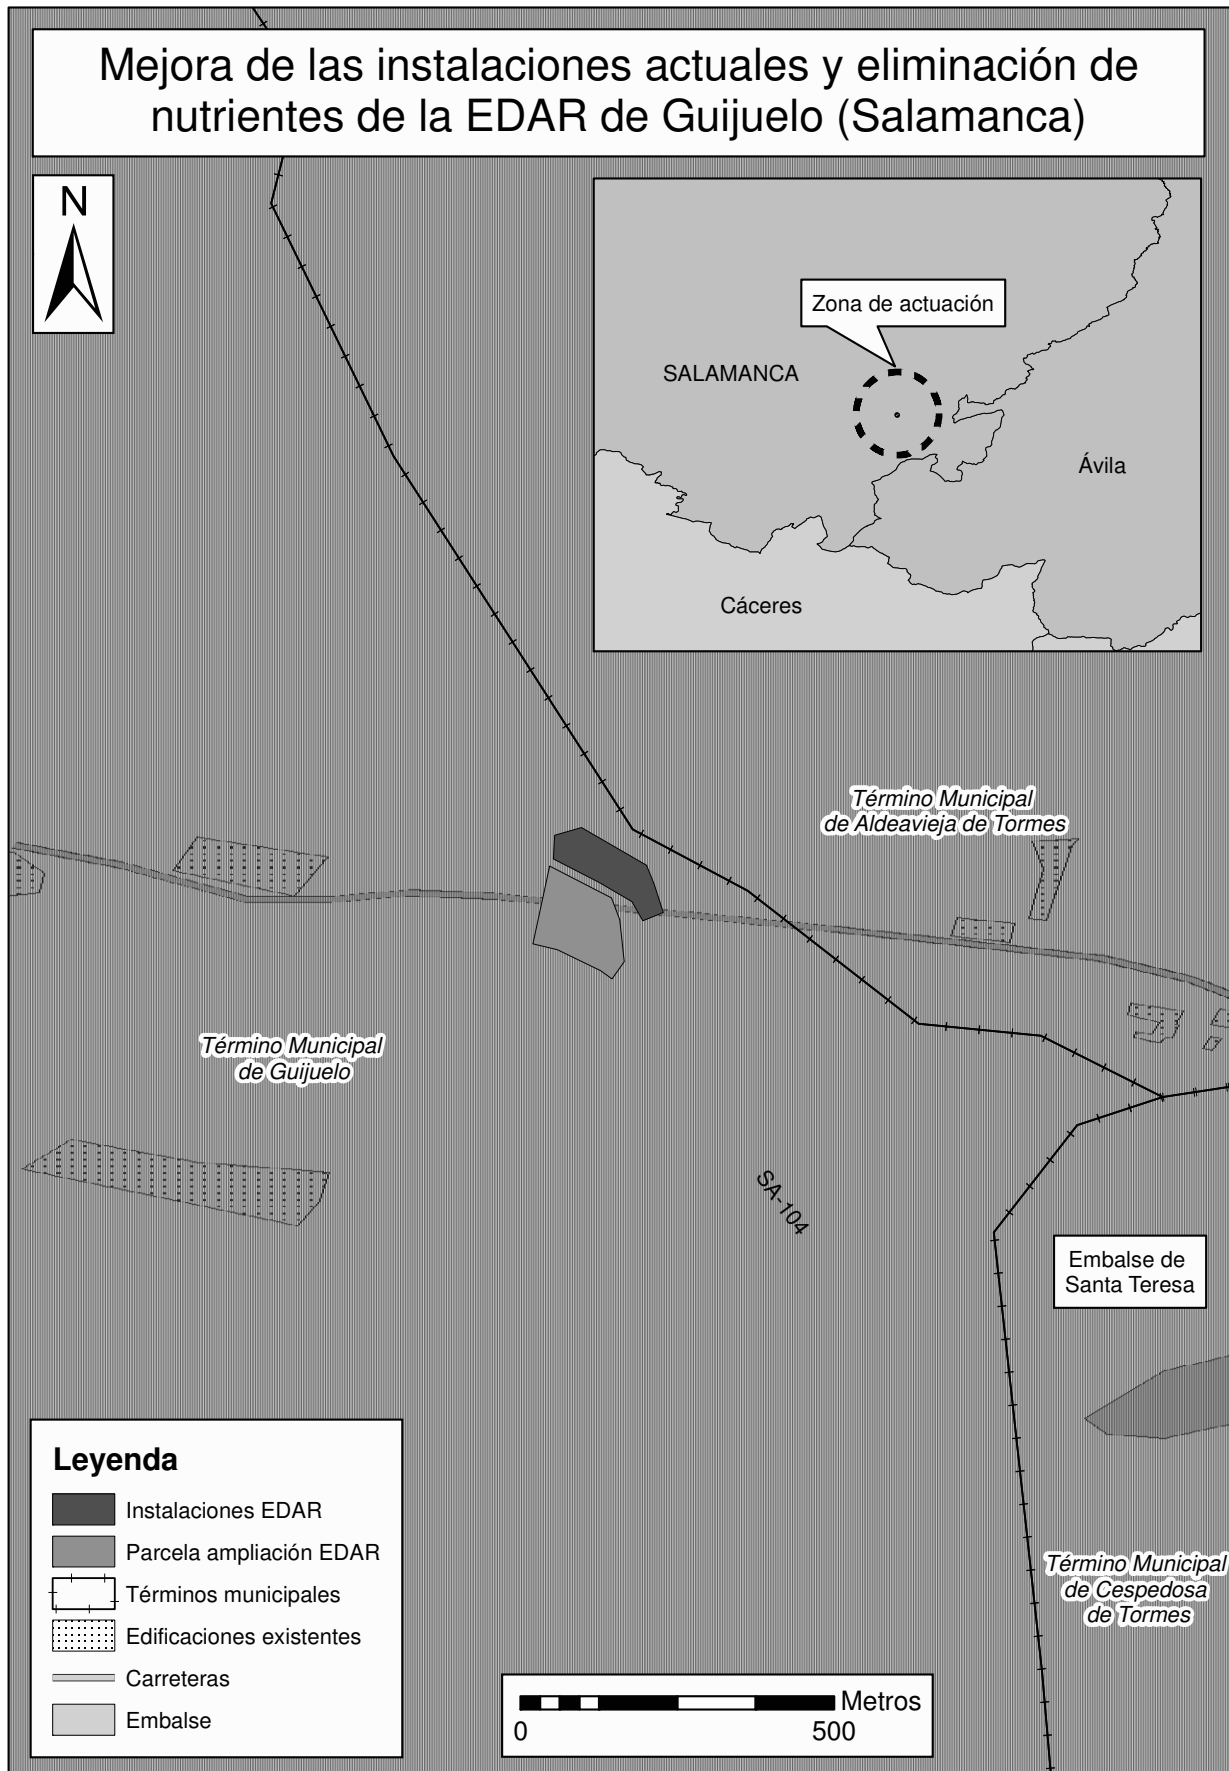 Mejora de las instalaciones actuales y eliminación de
nutrientes de la EDAR de Guijuelo (Salamanca)
N
Zona de actuación
SALAMANCA
Ávila
Cáceres
Término Municipal
de Aldeavieja de Tormes
Término Municipal
de Guijuelo
SA-104
Embalse de
Santa Teresa
Término Municipal
de Cespedosa
de Tormes
Leyenda
Instalaciones EDAR
Parcela ampliación EDAR
Términos municipales
Edificaciones existentes
Carreteras
Embalse
Metros
0 500